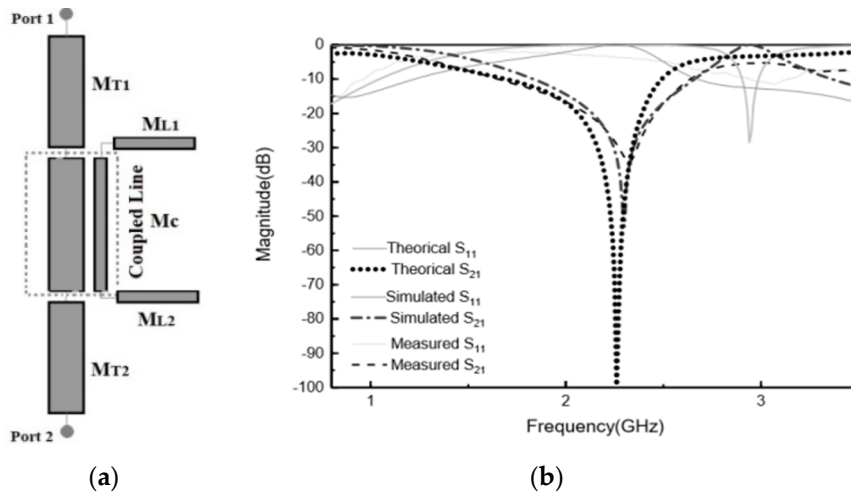 Port 1
MT1
ML1
Coupled Line
Mc
ML2
MT2
Port 2
(a)
Magnitude(dB)
0
-10
-20
-30
-40
-50
-60
-70
-80
-90
-100
Theorical S11
Theorical S21
Simulated S11
Simulated S21
Measured S11
Measured S21
1
2
3
Frequency(GHz)
(b)